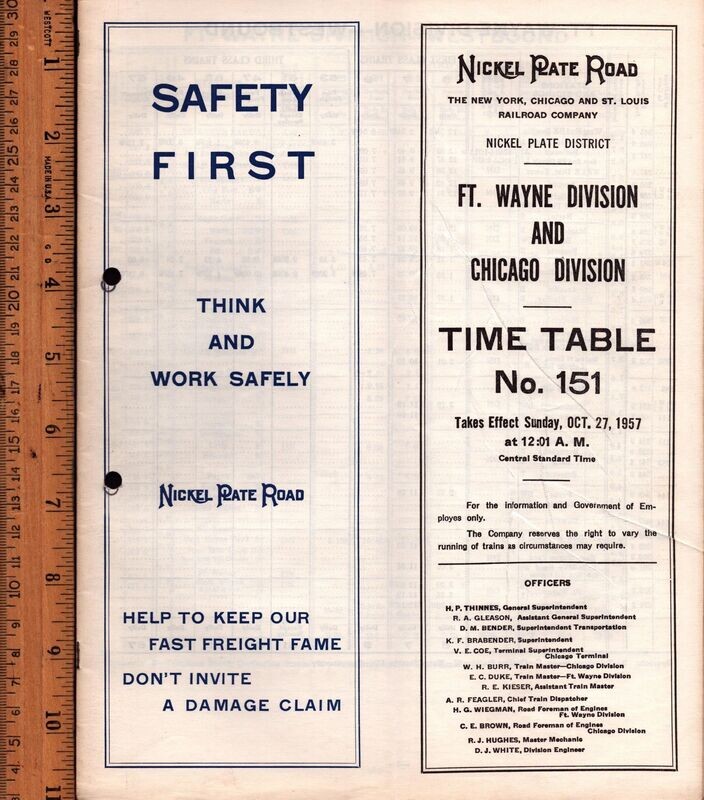 WESTCOTT
MADE IN U.S.A.
SAFETY
FIRST
THINK
AND
WORK SAFELY
NICKEL PLATE ROAD
HELP TO KEEP OUR
FAST FREIGHT FAME
DON'T INVITE
A DAMAGE CLAIM
NICKEL PLATE ROAD
THE NEW YORK, CHICAGO AND ST. LOUIS
RAILROAD COMPANY
NICKEL PLATE DISTRICT
FT. WAYNE DIVISION
AND
CHICAGO DIVISION
TIME TABLE
No. 151
Takes Effect Sunday, OCT. 27, 1957
at 12:01 A. M.
Central Standard Time
For the information and Government of Em-
ployes only.
The Company reserves the right to vary the
running of trains as circumstances may require.
OFFICERS
H. P. THINNES, General Superintendent
R. A. GLEASON, Assistant General Superintendent
D. M. BENDER, Superintendent Transportation
K. F. BRABENDER, Superintendent
V. E. COE, Terminal Superintendent
Chicago Terminal
W. H. BURR, Train Master—Chicago Division
E. C. DUKE, Train Master—Ft. Wayne Division
R. E. KIESER, Assistant Train Master
A. R. FEAGLER, Chief Train Dispatcher
H. G. WIEGMAN, Road Foreman of Engines
Ft. Wayne Division
C. E. BROWN, Road Foreman of Engines
Chicago Division
R. J. HUGHES, Master Mechanic
D. J. WHITE, Division Engineer